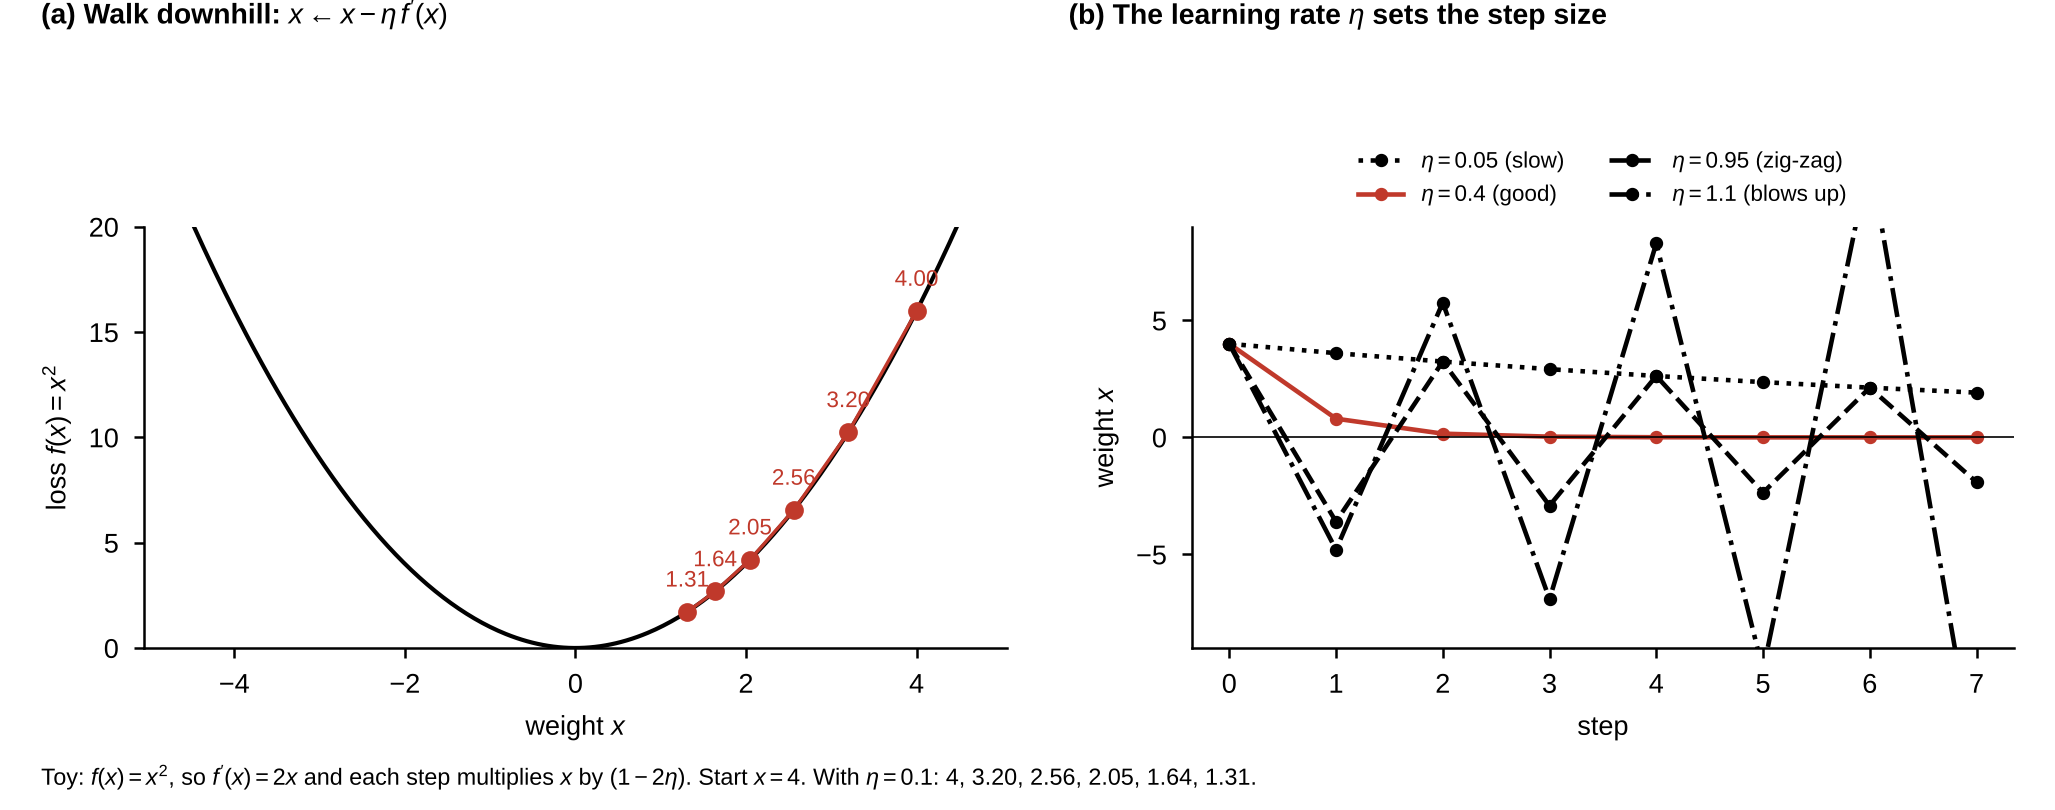 (a) Walk downhill: x ← x − η f′(x)
20
15
10
5
0
loss f(x) = x²
4.00
3.20
2.56
2.05
1.64
1.31
−4 −2 0 2 4
weight x
(b) The learning rate η sets the step size
η = 0.05 (slow)
η = 0.4 (good)
η = 0.95 (zig-zag)
η = 1.1 (blows up)
5
0
−5
weight x
0 1 2 3 4 5 6 7
step
Toy: f(x) = x², so f′(x) = 2x and each step multiplies x by (1 − 2η). Start x = 4. With η = 0.1: 4, 3.20, 2.56, 2.05, 1.64, 1.31.